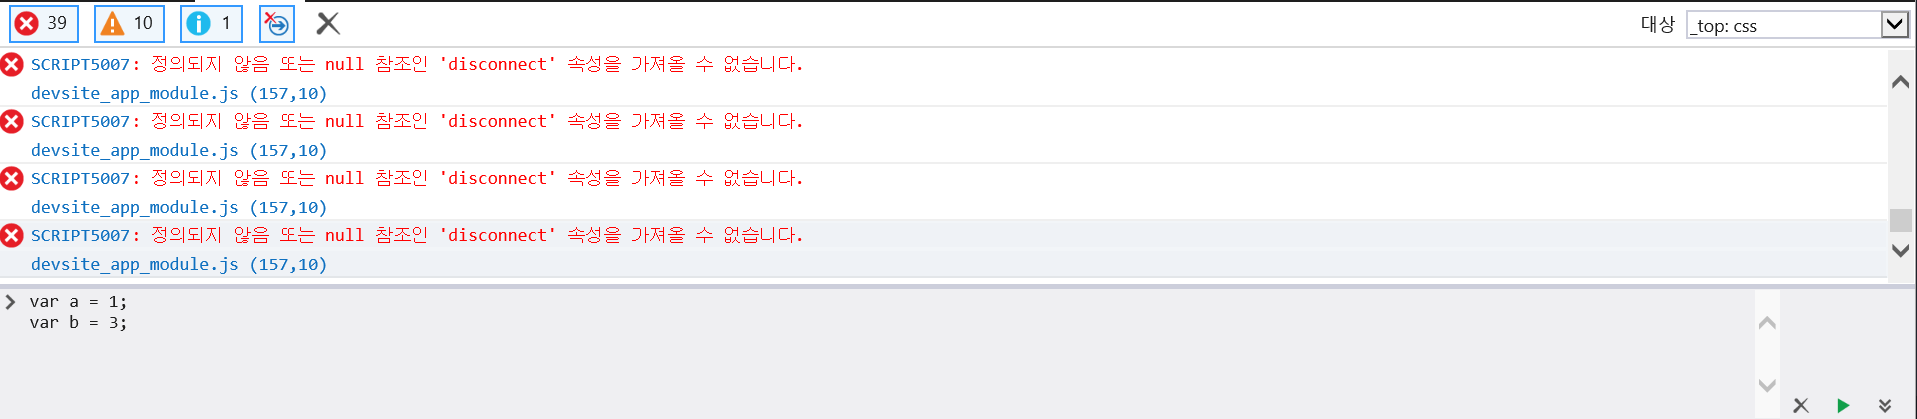 39 10 1 대상 _top: css
SCRIPT5007: 정의되지 않음 또는 null 참조인 'disconnect' 속성을 가져올 수 없습니다.
devsite_app_module.js (157,10)
SCRIPT5007: 정의되지 않음 또는 null 참조인 'disconnect' 속성을 가져올 수 없습니다.
devsite_app_module.js (157,10)
SCRIPT5007: 정의되지 않음 또는 null 참조인 'disconnect' 속성을 가져올 수 없습니다.
devsite_app_module.js (157,10)
SCRIPT5007: 정의되지 않음 또는 null 참조인 'disconnect' 속성을 가져올 수 없습니다.
devsite_app_module.js (157,10)
var a = 1;
var b = 3;